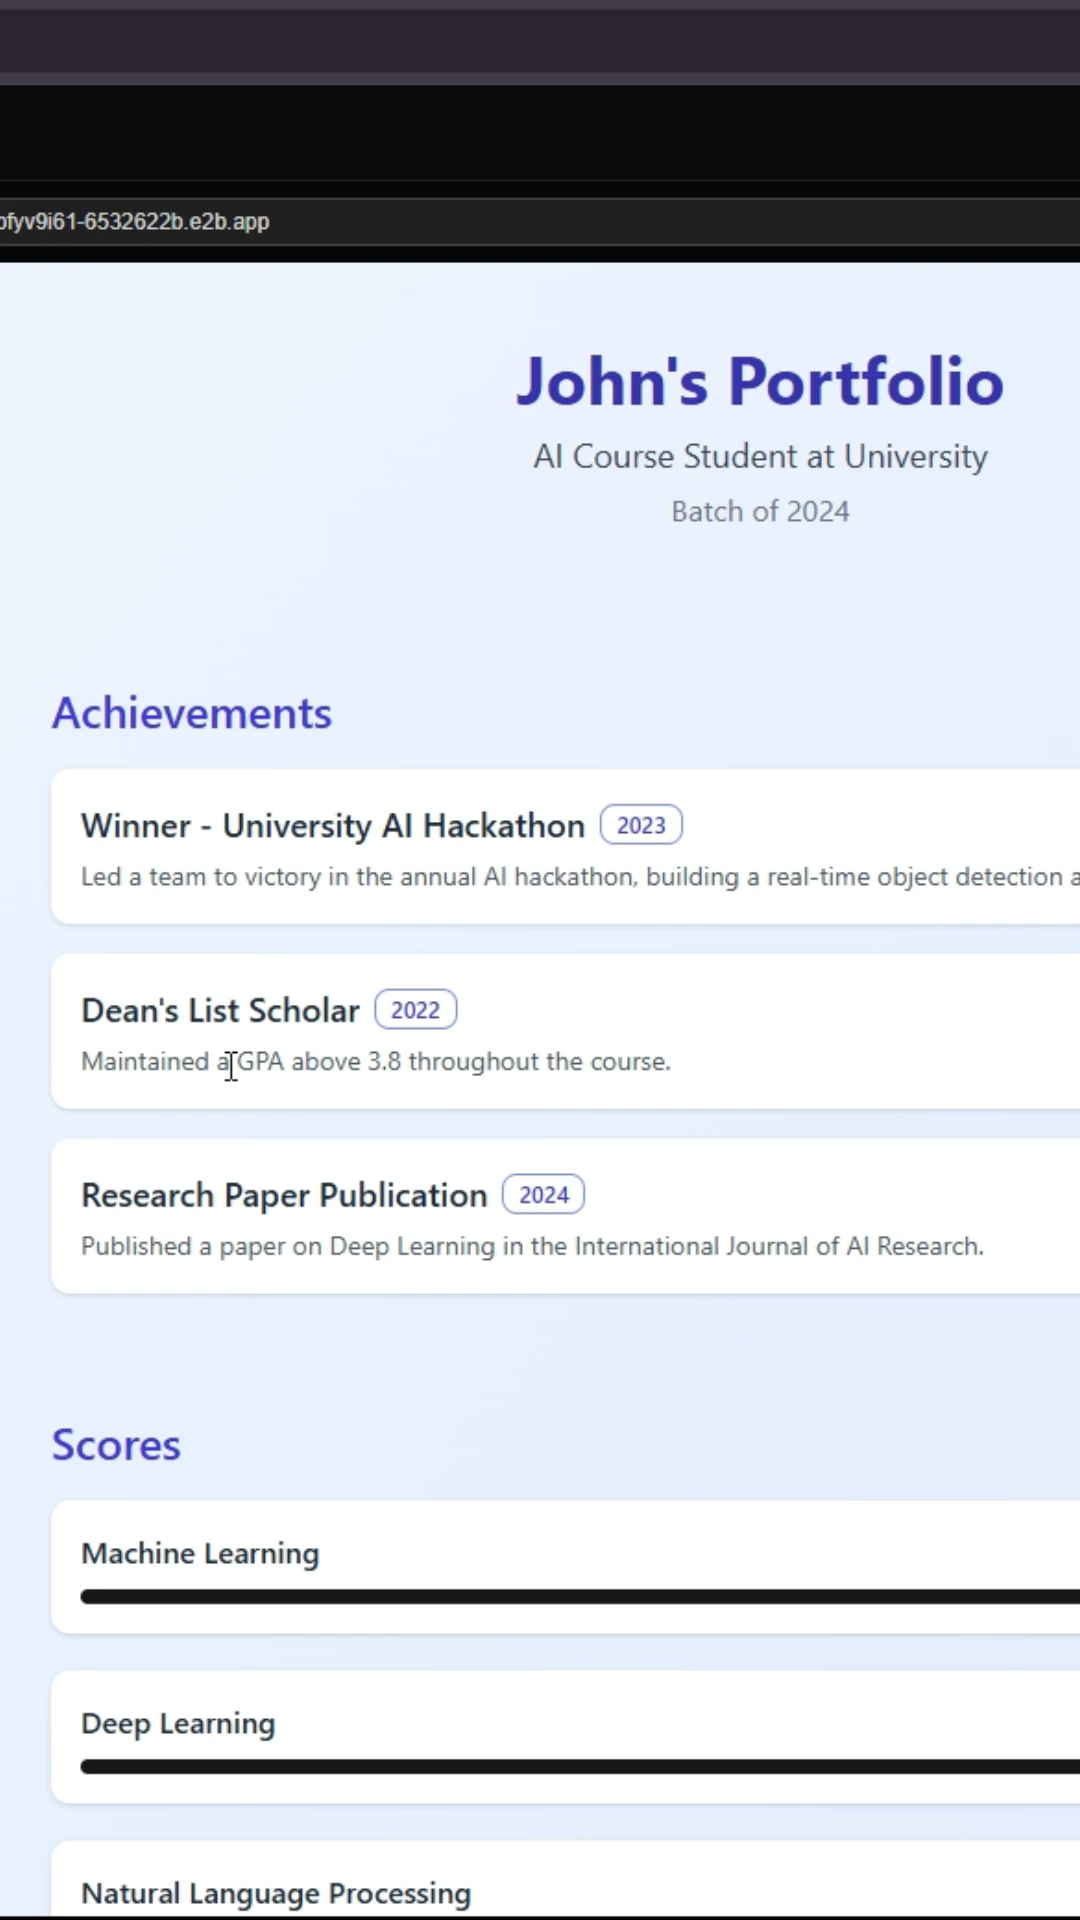 9i61-6532622b.e2b.app
John's Portfolio
AI Course Student at University
Batch of 2024
Achievements
Winner - University AI Hackathon 2023
Led a team to victory in the annual AI hackathon, building a real-time object detection a
Dean's List Scholar 2022
Maintained a GPA above 3.8 throughout the course.
Research Paper Publication 2024
Published a paper on Deep Learning in the International Journal of AI Research.
Scores
Machine Learning
Deep Learning
Natural Language Processing